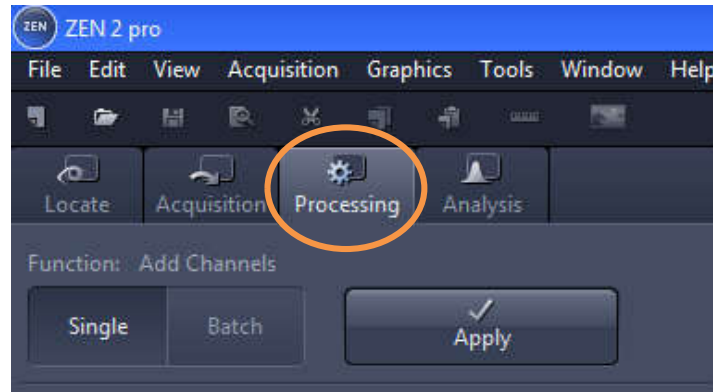 ZEN ZEN 2 pro
File Edit View Acquisition Graphics Tools Window Help
Locate Acquisition Processing Analysis
Function: Add Channels
Single Batch Apply